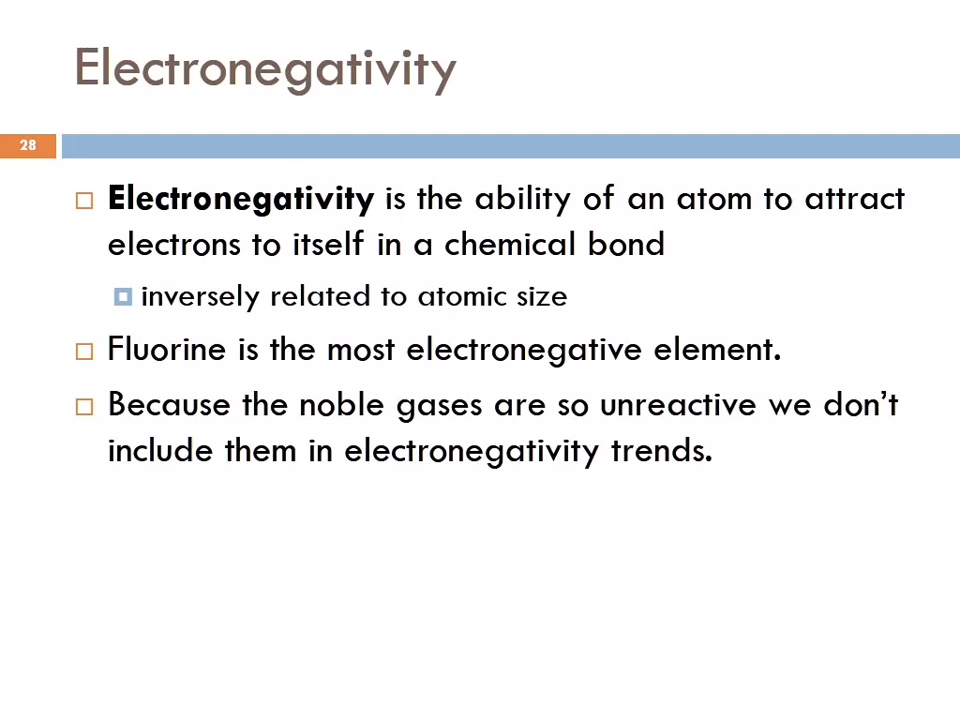 Electronegativity
28
Electronegativity is the ability of an atom to attract
electrons to itself in a chemical bond
inversely related to atomic size
Fluorine is the most electronegative element.
Because the noble gases are so unreactive we don’t
include them in electronegativity trends.